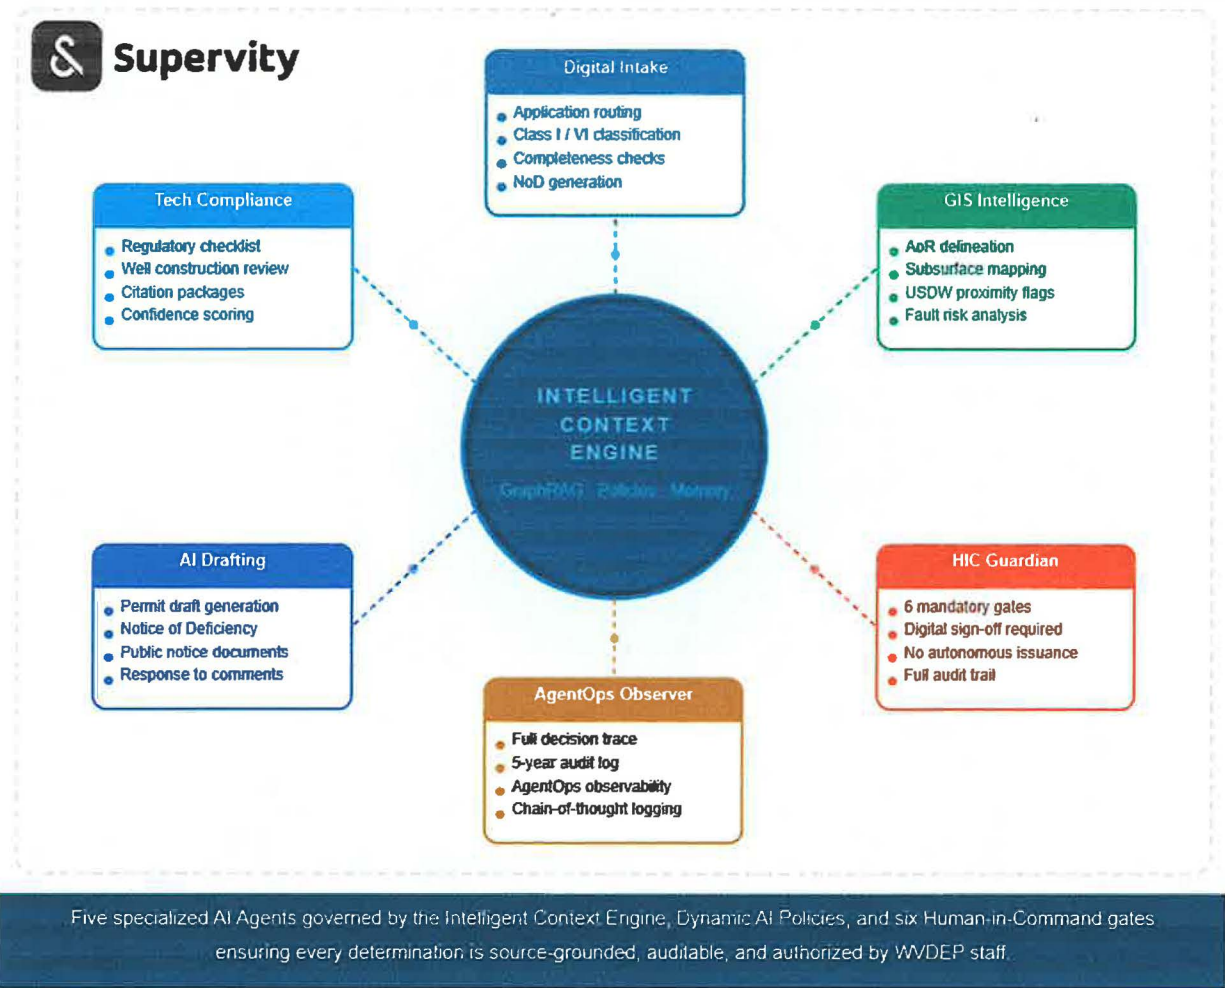 & Supervity
Digital Intake
Application routing
Class I / VI classification
Completeness checks
NoD generation
Tech Compliance
Regulatory checklist
Well construction review
Citation packages
Confidence scoring
GIS Intelligence
AoR delineation
Subsurface mapping
USDW proximity flags
Fault risk analysis
INTELLIGENT
CONTEXT
ENGINE
GraphRAG Policies Memory
AI Drafting
Permit draft generation
Notice of Deficiency
Public notice documents
Response to comments
HIC Guardian
6 mandatory gates
Digital sign-off required
No autonomous issuance
Full audit trail
AgentOps Observer
Full decision trace
5-year audit log
AgentOps observability
Chain-of-thought logging
Five specialized AI Agents governed by the Intelligent Context Engine, Dynamic AI Policies, and six Human-in-Command gates
ensuring every determination is source-grounded, auditable, and authorized by WVDEP staff.